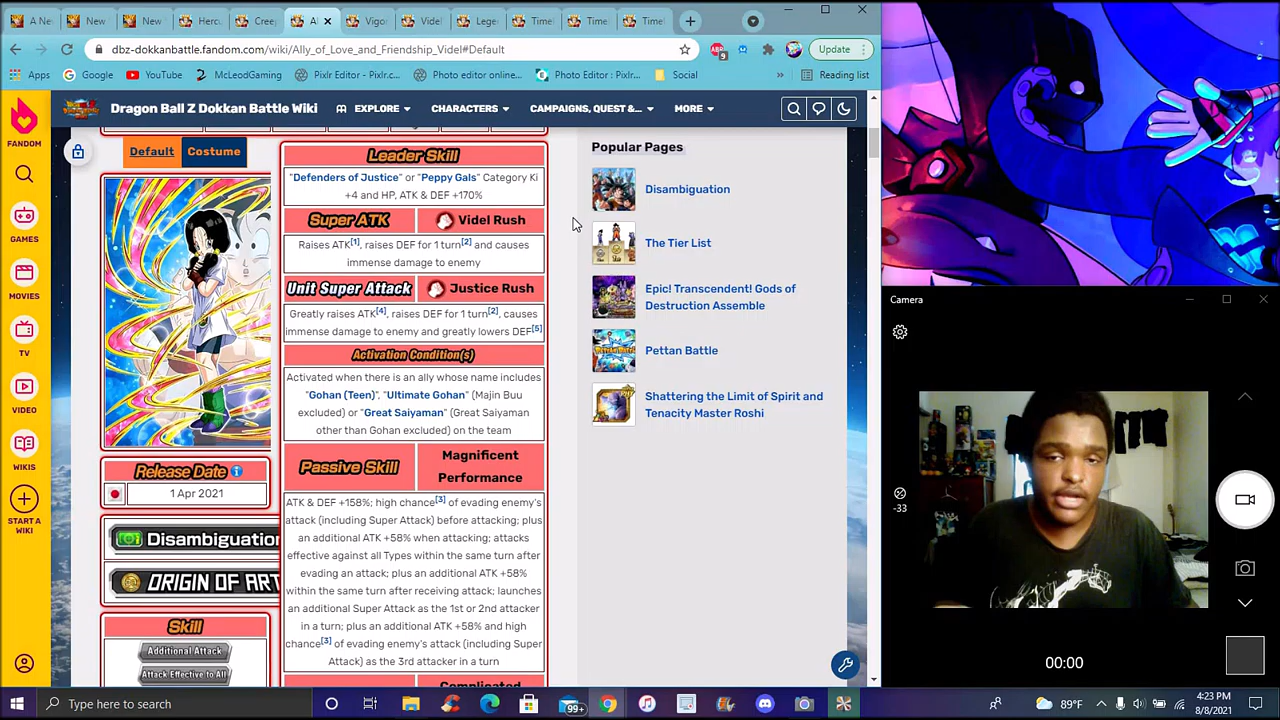 A Ne
New
New
Hero
Cree
Al
Vigor
Videl
Lege
Time
Time
Time
dbz-dokkanbattle.fandom.com/wiki/Ally_of_Love_and_Friendship_Videl#Default
9
Update
Apps
Google
YouTube
McLeodGaming
Pixlr Editor - Pixlr.c...
Photo editor online...
Photo Editor : Pixlr...
Social
»
Reading list
FANDOM
Dragon Ball Z Dokkan Battle Wiki
EXPLORE
CHARACTERS
CAMPAIGNS, QUEST &...
MORE
GAMES
MOVIES
TV
VIDEO
WIKIS
START A
WIKI
Default
Costume
Release Date
1 Apr 2021
Disambiguation
ORIGIN OF ART
Skill
Additional Attack
Attack Effective to All
Leader Skill
"Defenders of Justice" or "Peppy Gals" Category Ki
+4 and HP, ATK & DEF +170%
Super ATK
Videl Rush
Raises ATK[1], raises DEF for 1 turn[2] and causes
immense damage to enemy
Unit Super Attack
Justice Rush
Greatly raises ATK[4], raises DEF for 1 turn[2], causes
immense damage to enemy and greatly lowers DEF[5]
Activation Condition(s)
Activated when there is an ally whose name includes
"Gohan (Teen)", "Ultimate Gohan" (Majin Buu
excluded) or "Great Saiyaman" (Great Saiyaman
other than Gohan excluded) on the team
Passive Skill
Magnificent
Performance
ATK & DEF +158%; high chance[3] of evading enemy's
attack (including Super Attack) before attacking; plus
an additional ATK +58% when attacking; attacks
effective against all Types within the same turn after
evading an attack; plus an additional ATK +58%
within the same turn after receiving attack; launches
an additional Super Attack as the 1st or 2nd attacker
in a turn; plus an additional ATK +58% and high
chance[3] of evading enemy's attack (including Super
Attack) as the 3rd attacker in a turn
Complicated
Popular Pages
Disambiguation
The Tier List
Epic! Transcendent! Gods of
Destruction Assemble
Pettan Battle
Shattering the Limit of Spirit and
Tenacity Master Roshi
Camera
-33
00:00
Type here to search
99+
89°F
4:23 PM
8/8/2021